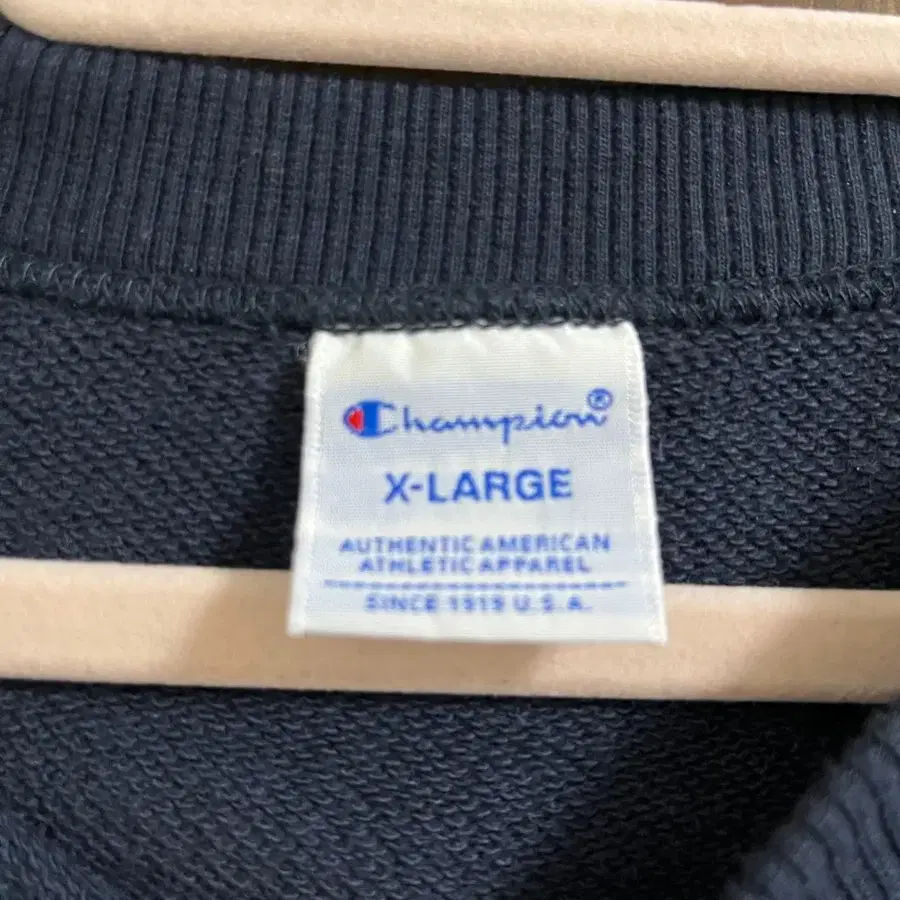 Champion®
X-LARGE
AUTHENTIC AMERICAN
ATHLETIC APPAREL
SINCE 1919 U.S.A.